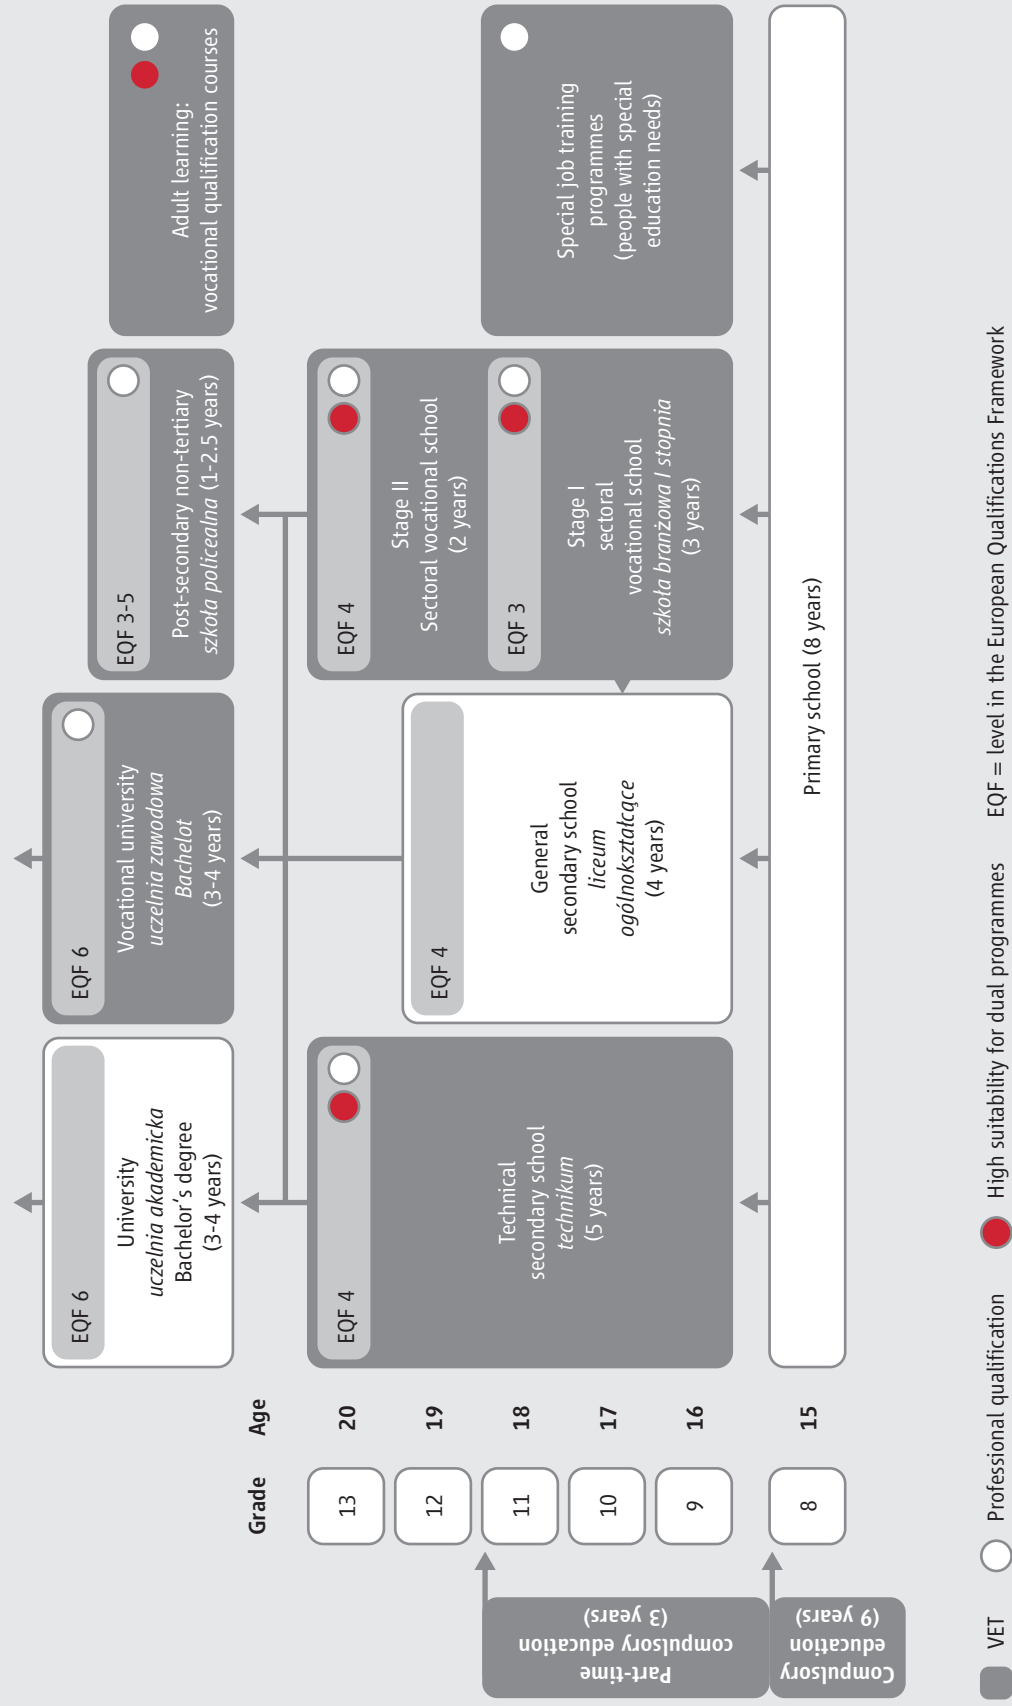 EQF 6
University
uczelnia akademicka
Bachelor's degree
(3-4 years)
EQF 6
Vocational university
uczelnia zawodowa
Bachelot
(3-4 years)
EQF 3-5
Post-secondary non-tertiary
szkoła policealna (1-2.5 years)
Adult learning:
vocational qualification courses
Grade
Age
13
20
12
19
11
18
10
17
9
16
8
15
EQF 4
Technical
secondary school
technikum
(5 years)
EQF 4
General
secondary school
liceum
ogólnokształcące
(4 years)
EQF 4
Stage II
Sectoral vocational school
(2 years)
EQF 3
Stage I
sectoral
vocational school
szkoła branżowa I stopnia
(3 years)
Special job training
programmes
(people with special
education needs)
Primary school (8 years)
Part-time
compulsory education
(3 years)
Compulsory
education
(9 years)
VET
Professional qualification
High suitability for dual programmes
EQF = level in the European Qualifications Framework